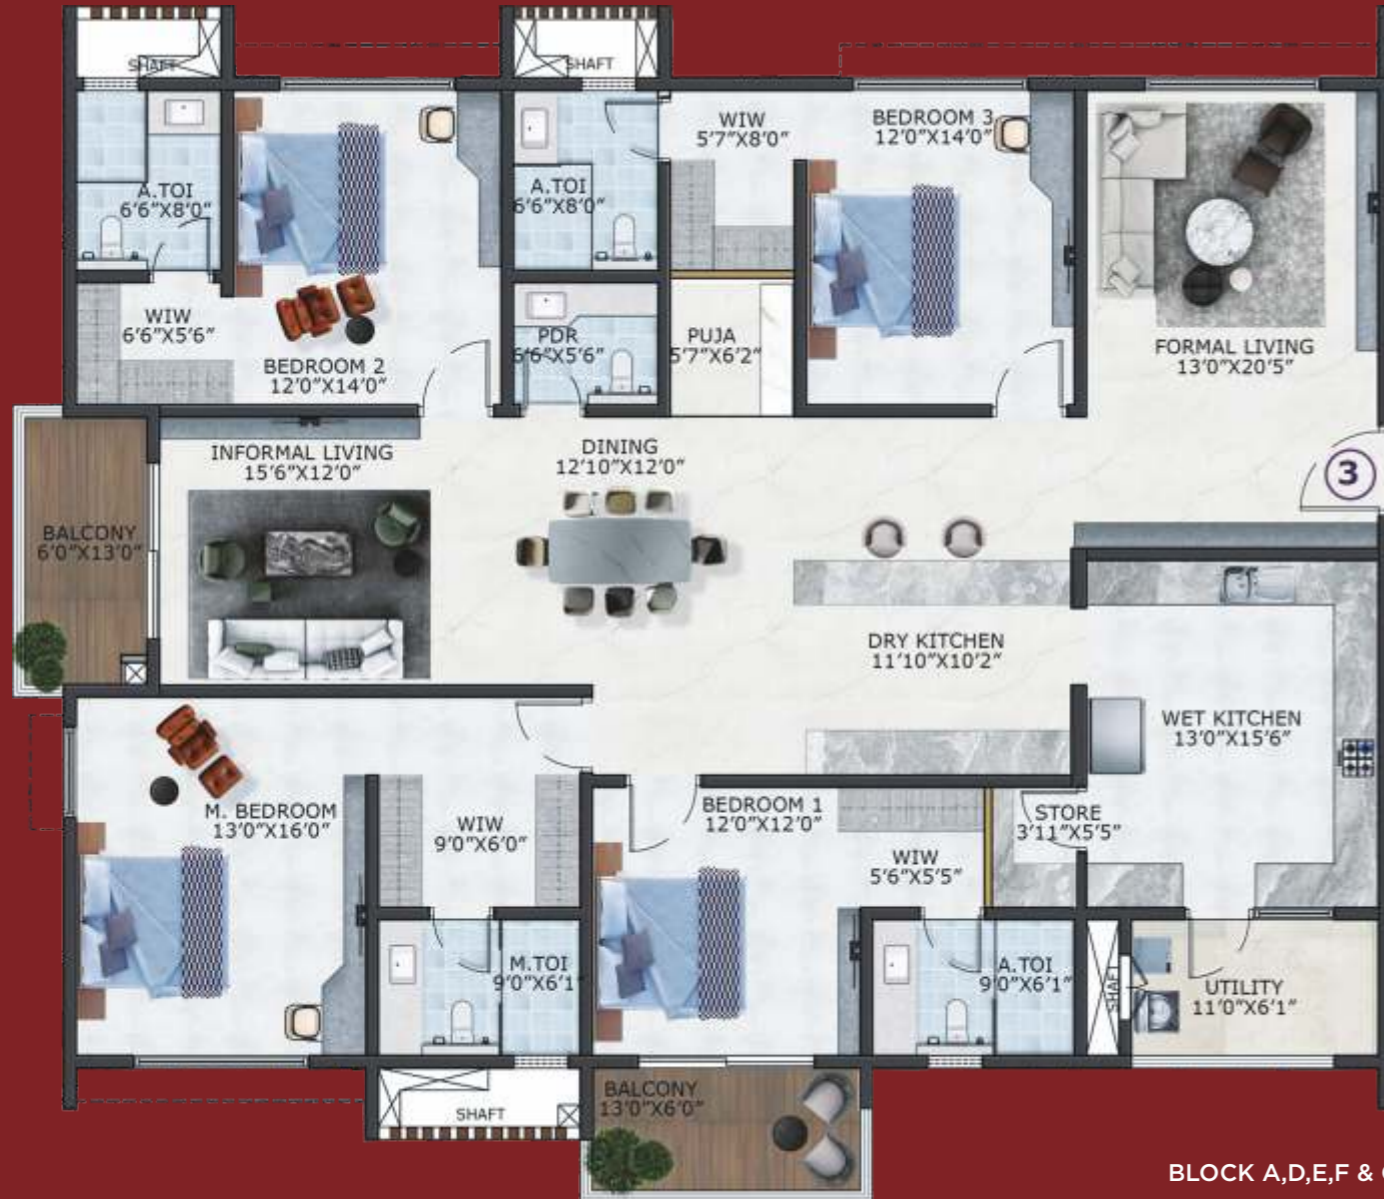 SHAFT
SHAFT
A.TOI
6'6"X8'0"
WIW
6'6"X5'6"
BEDROOM 2
12'0"X14'0"
A.TOI
6'6"X8'0"
WIW
5'7"X8'0"
BEDROOM 3
12'0"X14'0"
PDR
6'6"X5'6"
PUJA
5'7"X6'2"
FORMAL LIVING
13'0"X20'5"
3
INFORMAL LIVING
15'6"X12'0"
DINING
12'10"X12'0"
BALCONY
6'0"X13'0"
DRY KITCHEN
11'10"X10'2"
WET KITCHEN
13'0"X15'6"
M. BEDROOM
13'0"X16'0"
WIW
9'0"X6'0"
BEDROOM 1
12'0"X12'0"
WIW
5'6"X5'5"
STORE
3'11"X5'5"
M.TOI
9'0"X6'1"
A.TOI
9'0"X6'1"
SHAFT
UTILITY
11'0"X6'1"
SHAFT
BALCONY
13'0"X6'0"
BLOCK A,D,E,F &